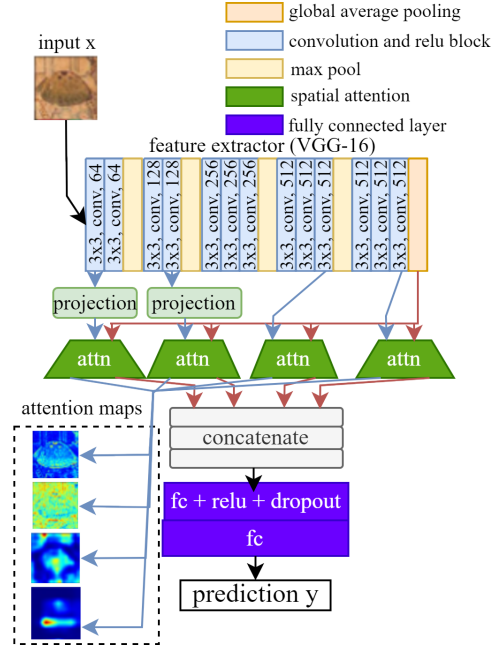 global average pooling
input x
convolution and relu block
max pool
spatial attention
fully connected layer
feature extractor (VGG-16)
3x3, conv, 64
3x3, conv, 64
3x3, conv, 128
3x3, conv, 128
3x3, conv, 256
3x3, conv, 256
3x3, conv, 256
3x3, conv, 512
3x3, conv, 512
3x3, conv, 512
3x3, conv, 512
3x3, conv, 512
3x3, conv, 512
projection
projection
attn
attn
attn
attn
attention maps
concatenate
fc + relu + dropout
fc
prediction y